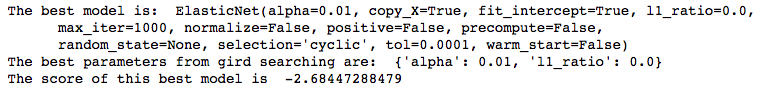 The best model is:  ElasticNet(alpha=0.01, copy_X=True, fit_intercept=True, l1_ratio=0.0,
      max_iter=1000, normalize=False, positive=False, precompute=False,
      random_state=None, selection='cyclic', tol=0.0001, warm_start=False)
The best parameters from gird searching are:  {'alpha': 0.01, 'l1_ratio': 0.0}
The score of this best model is  -2.68447288479